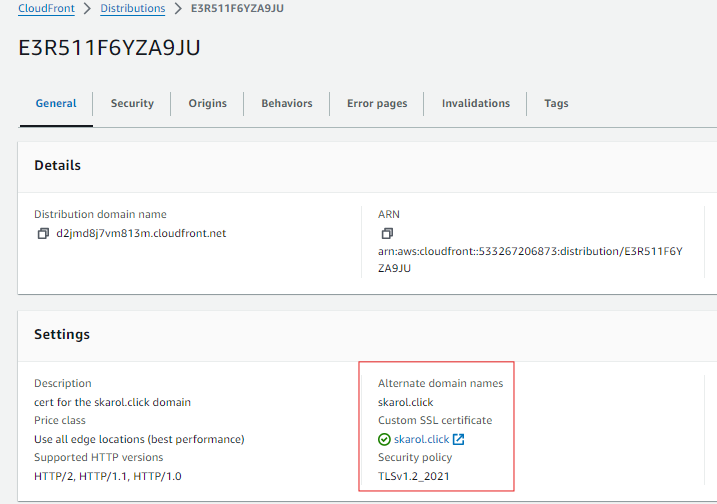 CloudFront > Distributions > E3R511F6YZA9JU
E3R511F6YZA9JU
General Security Origins Behaviors Error pages Invalidations Tags
Details
Distribution domain name
d2jmd8j7vm813m.cloudfront.net
ARN
arn:aws:cloudfront::533267206873:distribution/E3R511F6Y
ZA9JU
Settings
Description
cert for the skarol.click domain
Price class
Use all edge locations (best performance)
Supported HTTP versions
HTTP/2, HTTP/1.1, HTTP/1.0
Alternate domain names
skarol.click
Custom SSL certificate
skarol.click
Security policy
TLSv1.2_2021